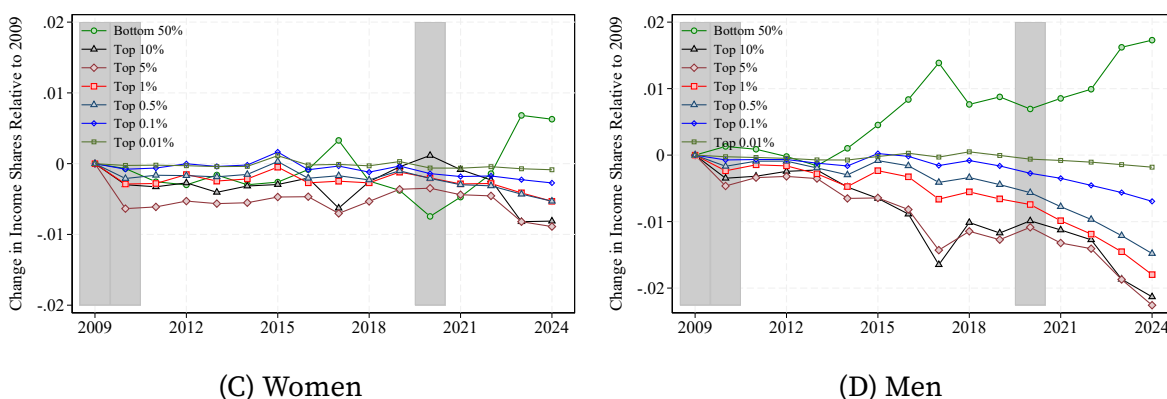 Change in Income Shares Relative to 2009
.02
.01
0
-.01
-.02
Bottom 50%
Top 10%
Top 5%
Top 1%
Top 0.5%
Top 0.1%
Top 0.01%
2009 2012 2015 2018 2021 2024
(C) Women
Change in Income Shares Relative to 2009
.02
.01
0
-.01
-.02
Bottom 50%
Top 10%
Top 5%
Top 1%
Top 0.5%
Top 0.1%
Top 0.01%
2009 2012 2015 2018 2021 2024
(D) Men